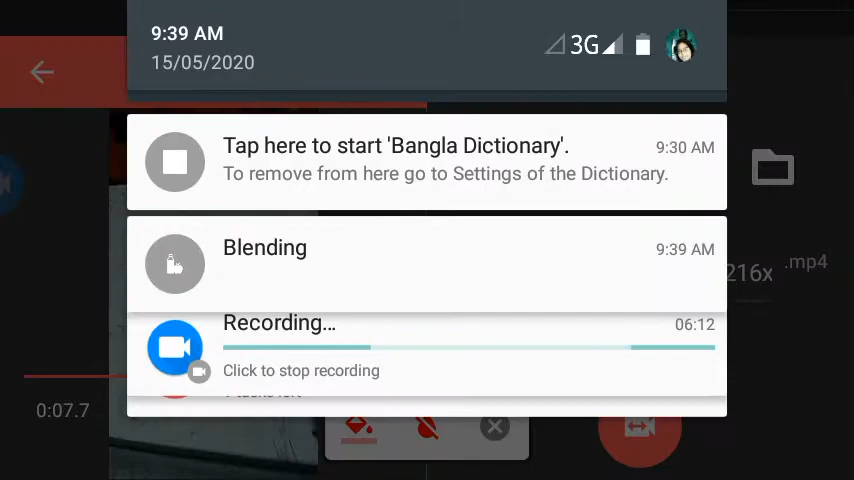 9:39 AM
15/05/2020
3G
Tap here to start 'Bangla Dictionary'.
9:30 AM
To remove from here go to Settings of the Dictionary.
Blending
9:39 AM
216x
.mp4
Recording...
06:12
Click to stop recording
0:07.7